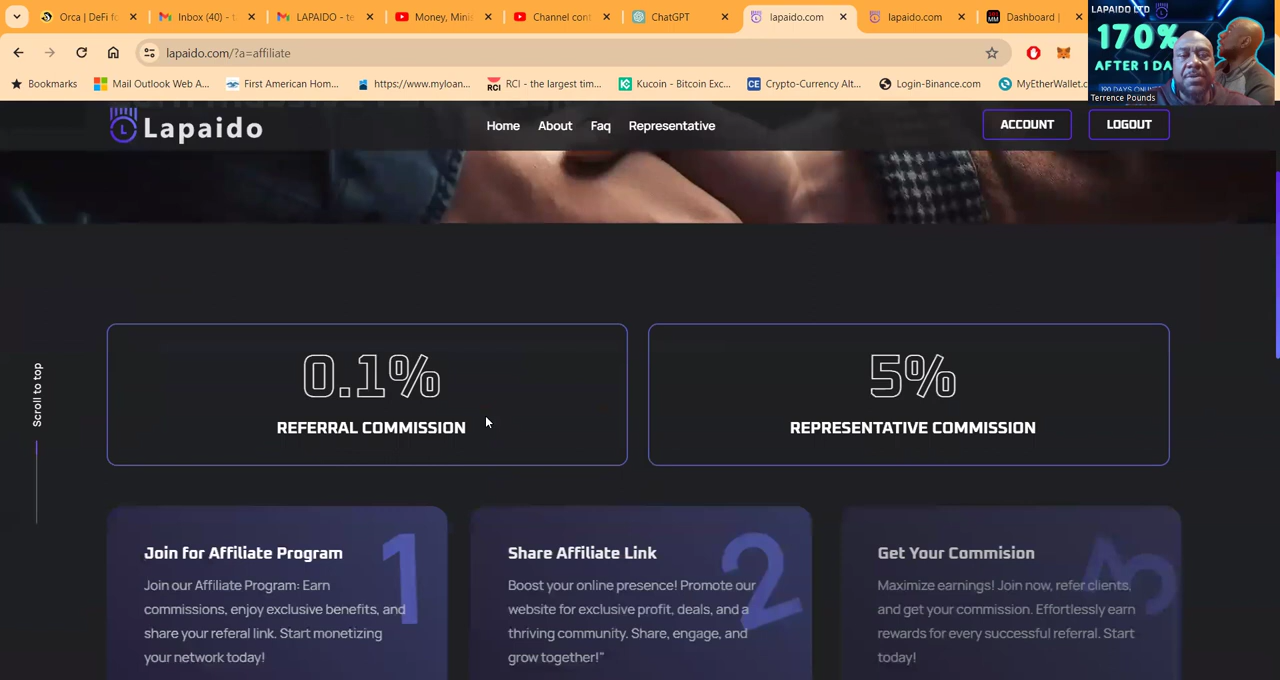 Orca | DeFi fo
Inbox (40) - t
LAPAIDO - te
Money, Minis
Channel cont
ChatGPT
lapaido.com
lapaido.com
Dashboard |
lapaido.com/?a=affiliate
Bookmarks
Mail Outlook Web A...
First American Hom...
https://www.myloan...
RCI - the largest tim...
Kucoin - Bitcoin Exc...
Crypto-Currency Alt...
Login-Binance.com
MyEtherWallet.c
LAPAIDO LTD
170%
AFTER 1 DA
Terrence Pounds
Lapaido
Home
About
Faq
Representative
ACCOUNT
LOGOUT
Scroll to top
0.1%
REFERRAL COMMISSION
5%
REPRESENTATIVE COMMISSION
1
Join for Affiliate Program
Join our Affiliate Program: Earn
commissions, enjoy exclusive benefits, and
share your referal link. Start monetizing
your network today!
2
Share Affiliate Link
Boost your online presence! Promote our
website for exclusive profit, deals, and a
thriving community. Share, engage, and
grow together!"
3
Get Your Commision
Maximize earnings! Join now, refer clients,
and get your commission. Effortlessly earn
rewards for every successful referral. Start
today!